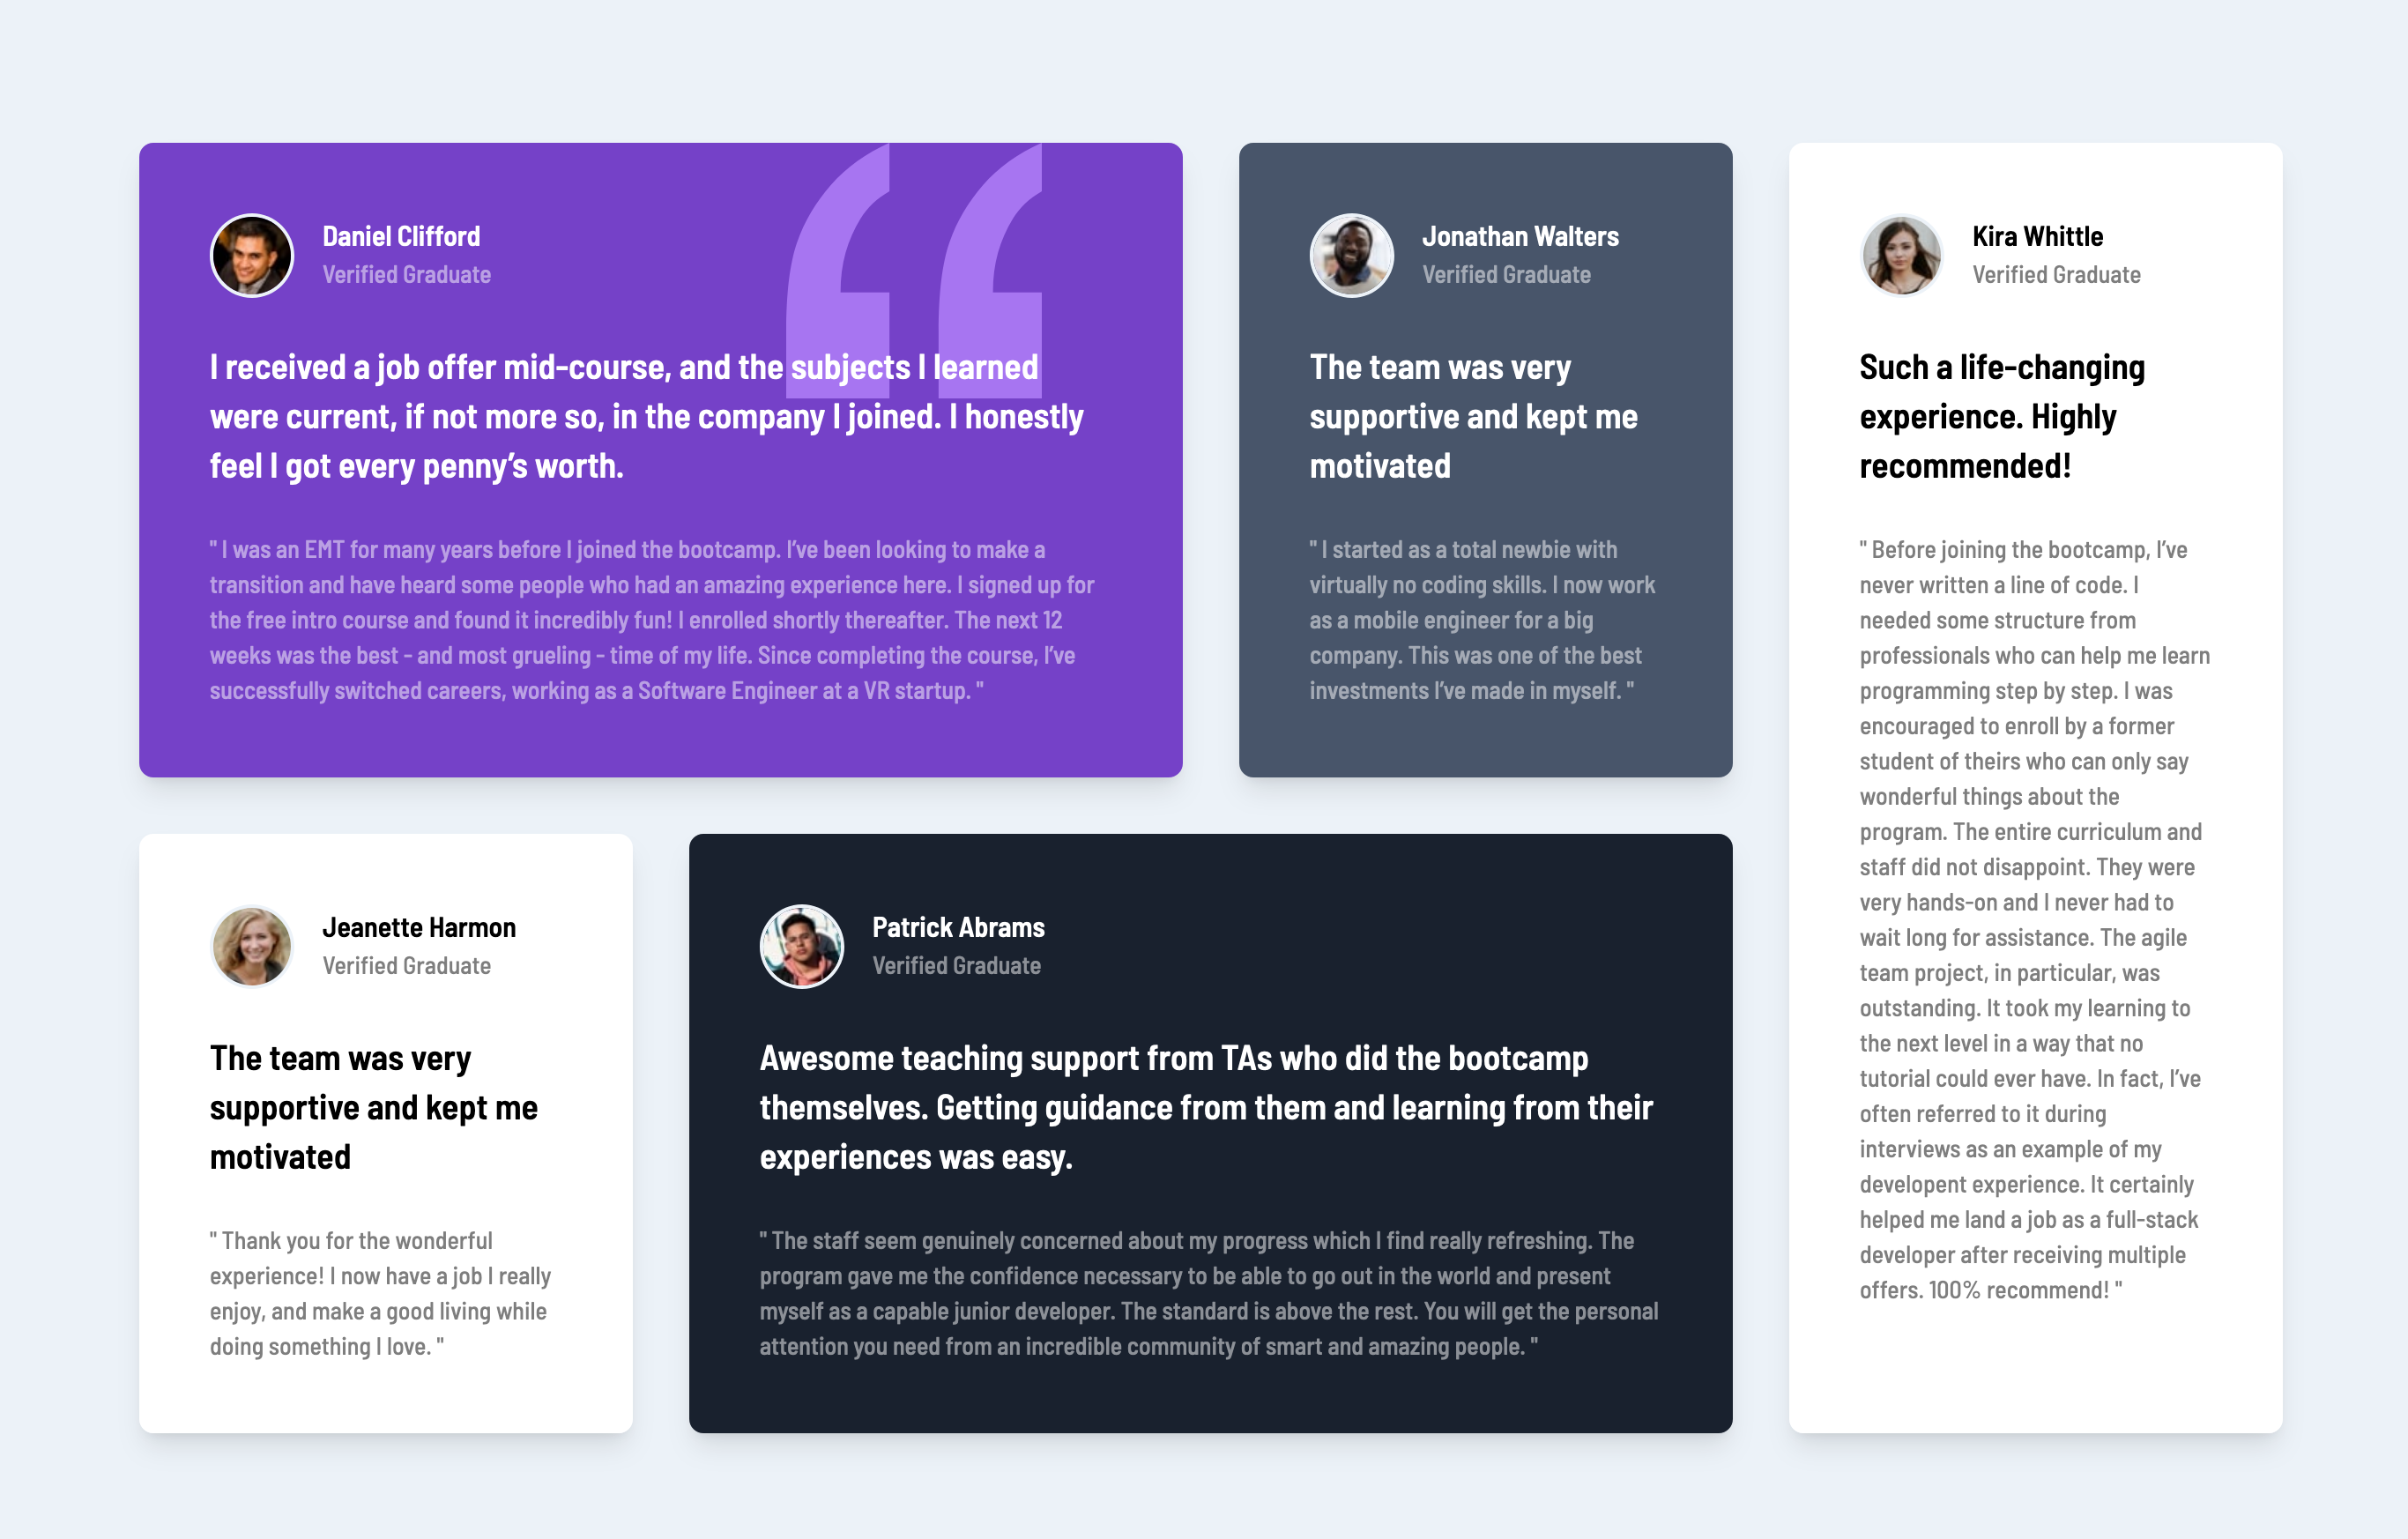 Daniel Clifford
Verified Graduate
I received a job offer mid-course, and the subjects I learned
were current, if not more so, in the company I joined. I honestly
feel I got every penny’s worth.
" I was an EMT for many years before I joined the bootcamp. I’ve been looking to make a
transition and have heard some people who had an amazing experience here. I signed up for
the free intro course and found it incredibly fun! I enrolled shortly thereafter. The next 12
weeks was the best - and most grueling - time of my life. Since completing the course, I’ve
successfully switched careers, working as a Software Engineer at a VR startup. "
Jonathan Walters
Verified Graduate
The team was very
supportive and kept me
motivated
" I started as a total newbie with
virtually no coding skills. I now work
as a mobile engineer for a big
company. This was one of the best
investments I’ve made in myself. "
Kira Whittle
Verified Graduate
Such a life-changing
experience. Highly
recommended!
" Before joining the bootcamp, I’ve
never written a line of code. I
needed some structure from
professionals who can help me learn
programming step by step. I was
encouraged to enroll by a former
student of theirs who can only say
wonderful things about the
program. The entire curriculum and
staff did not disappoint. They were
very hands-on and I never had to
wait long for assistance. The agile
team project, in particular, was
outstanding. It took my learning to
the next level in a way that no
tutorial could ever have. In fact, I’ve
often referred to it during
interviews as an example of my
developent experience. It certainly
helped me land a job as a full-stack
developer after receiving multiple
offers. 100% recommend! "
Jeanette Harmon
Verified Graduate
The team was very
supportive and kept me
motivated
" Thank you for the wonderful
experience! I now have a job I really
enjoy, and make a good living while
doing something I love. "
Patrick Abrams
Verified Graduate
Awesome teaching support from TAs who did the bootcamp
themselves. Getting guidance from them and learning from their
experiences was easy.
" The staff seem genuinely concerned about my progress which I find really refreshing. The
program gave me the confidence necessary to be able to go out in the world and present
myself as a capable junior developer. The standard is above the rest. You will get the personal
attention you need from an incredible community of smart and amazing people. "